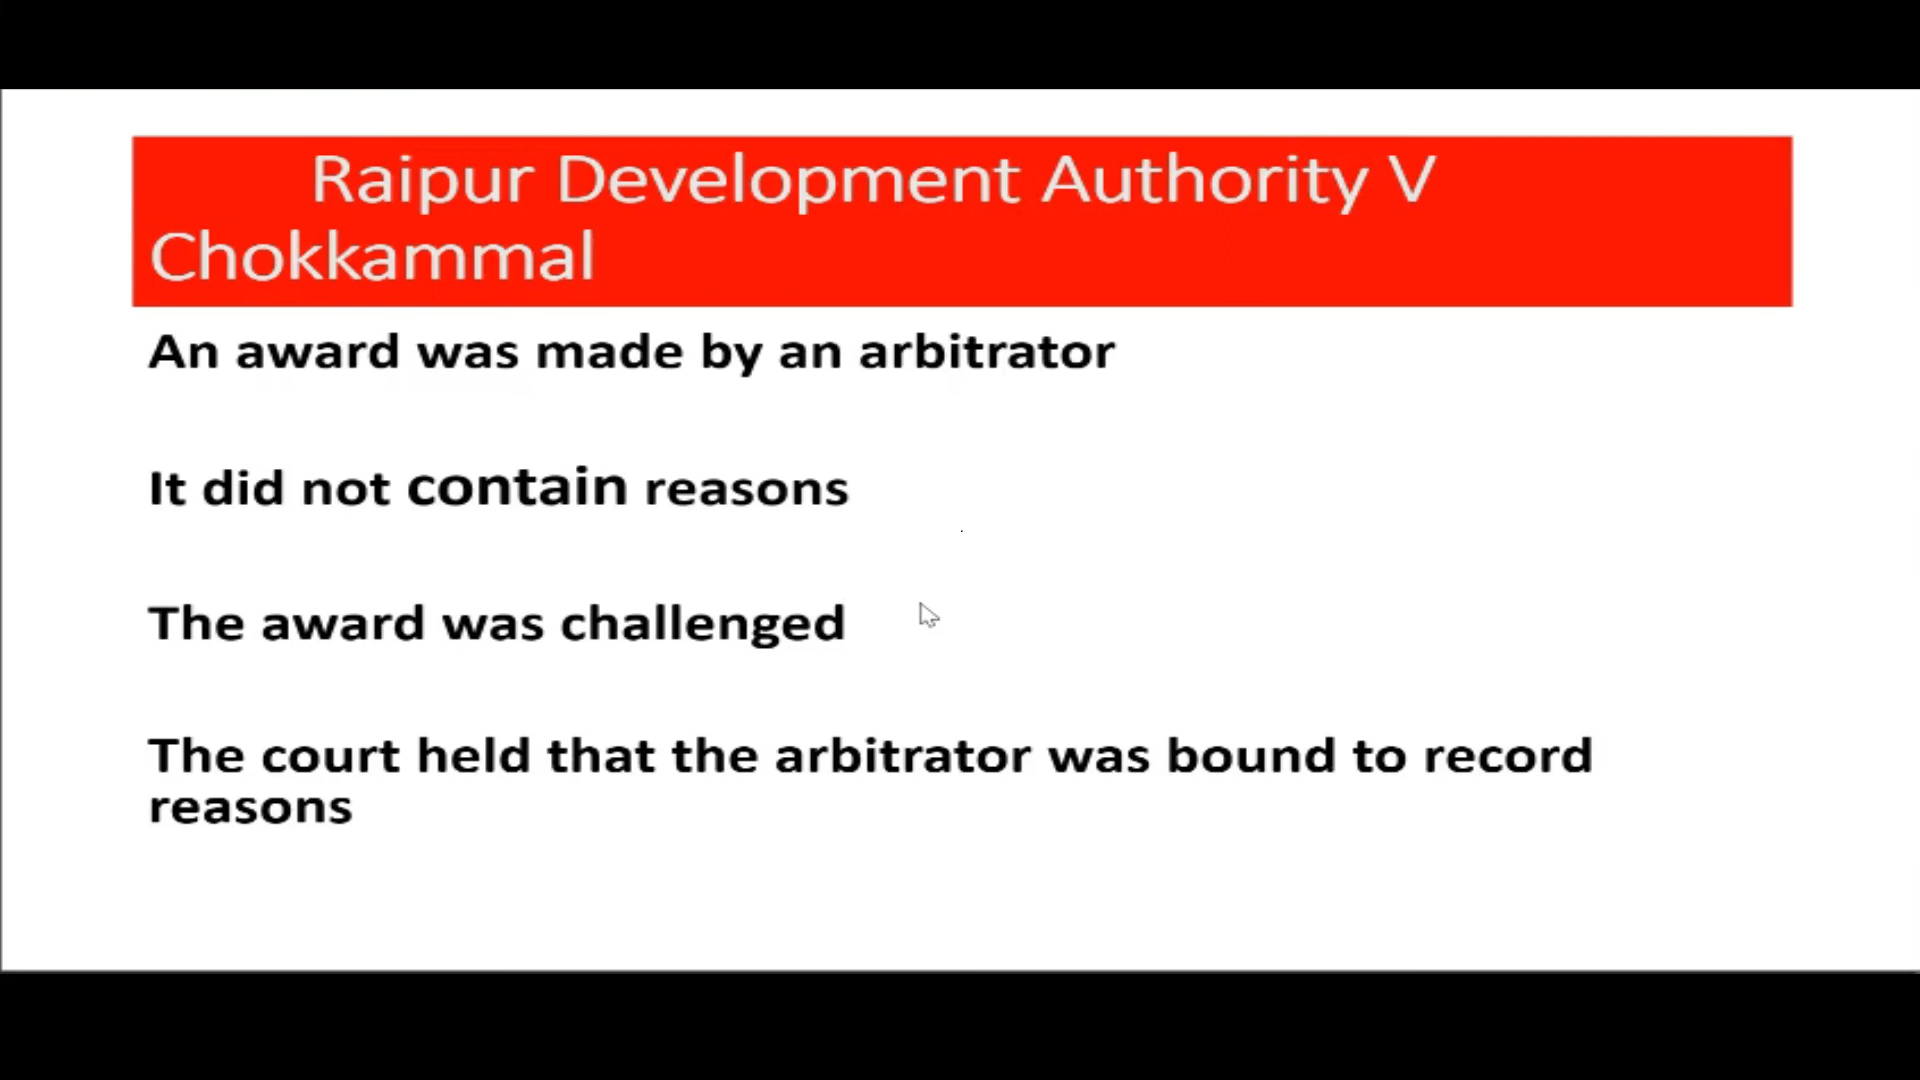 Raipur Development Authority V
Chokkammal
An award was made by an arbitrator
It did not contain reasons
The award was challenged
The court held that the arbitrator was bound to record
reasons